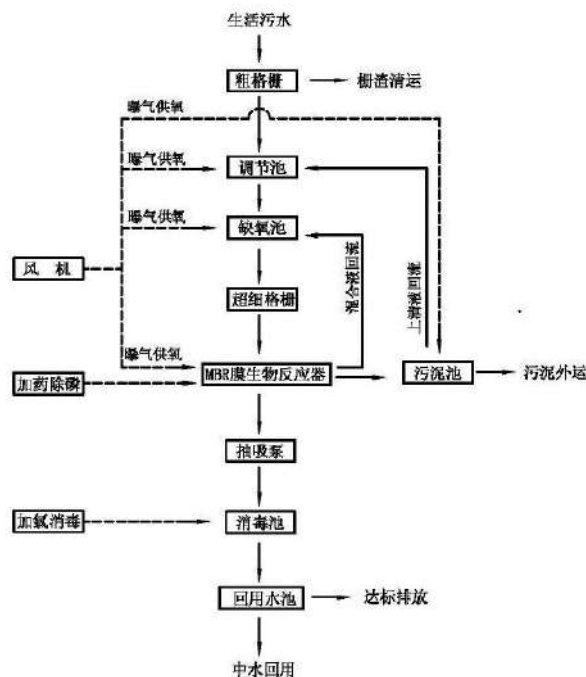 生活污水
粗格栅
栅渣清运
曝气供氧
曝气供氧
调节池
曝气供氧
缺氧池
风 机
超细格栅
混合液回流
上清液回流
曝气供氧
加药除磷
MBR膜生物反应器
污泥池
污泥外运
抽吸泵
加氯消毒
消毒池
回用水池
达标排放
中水回用